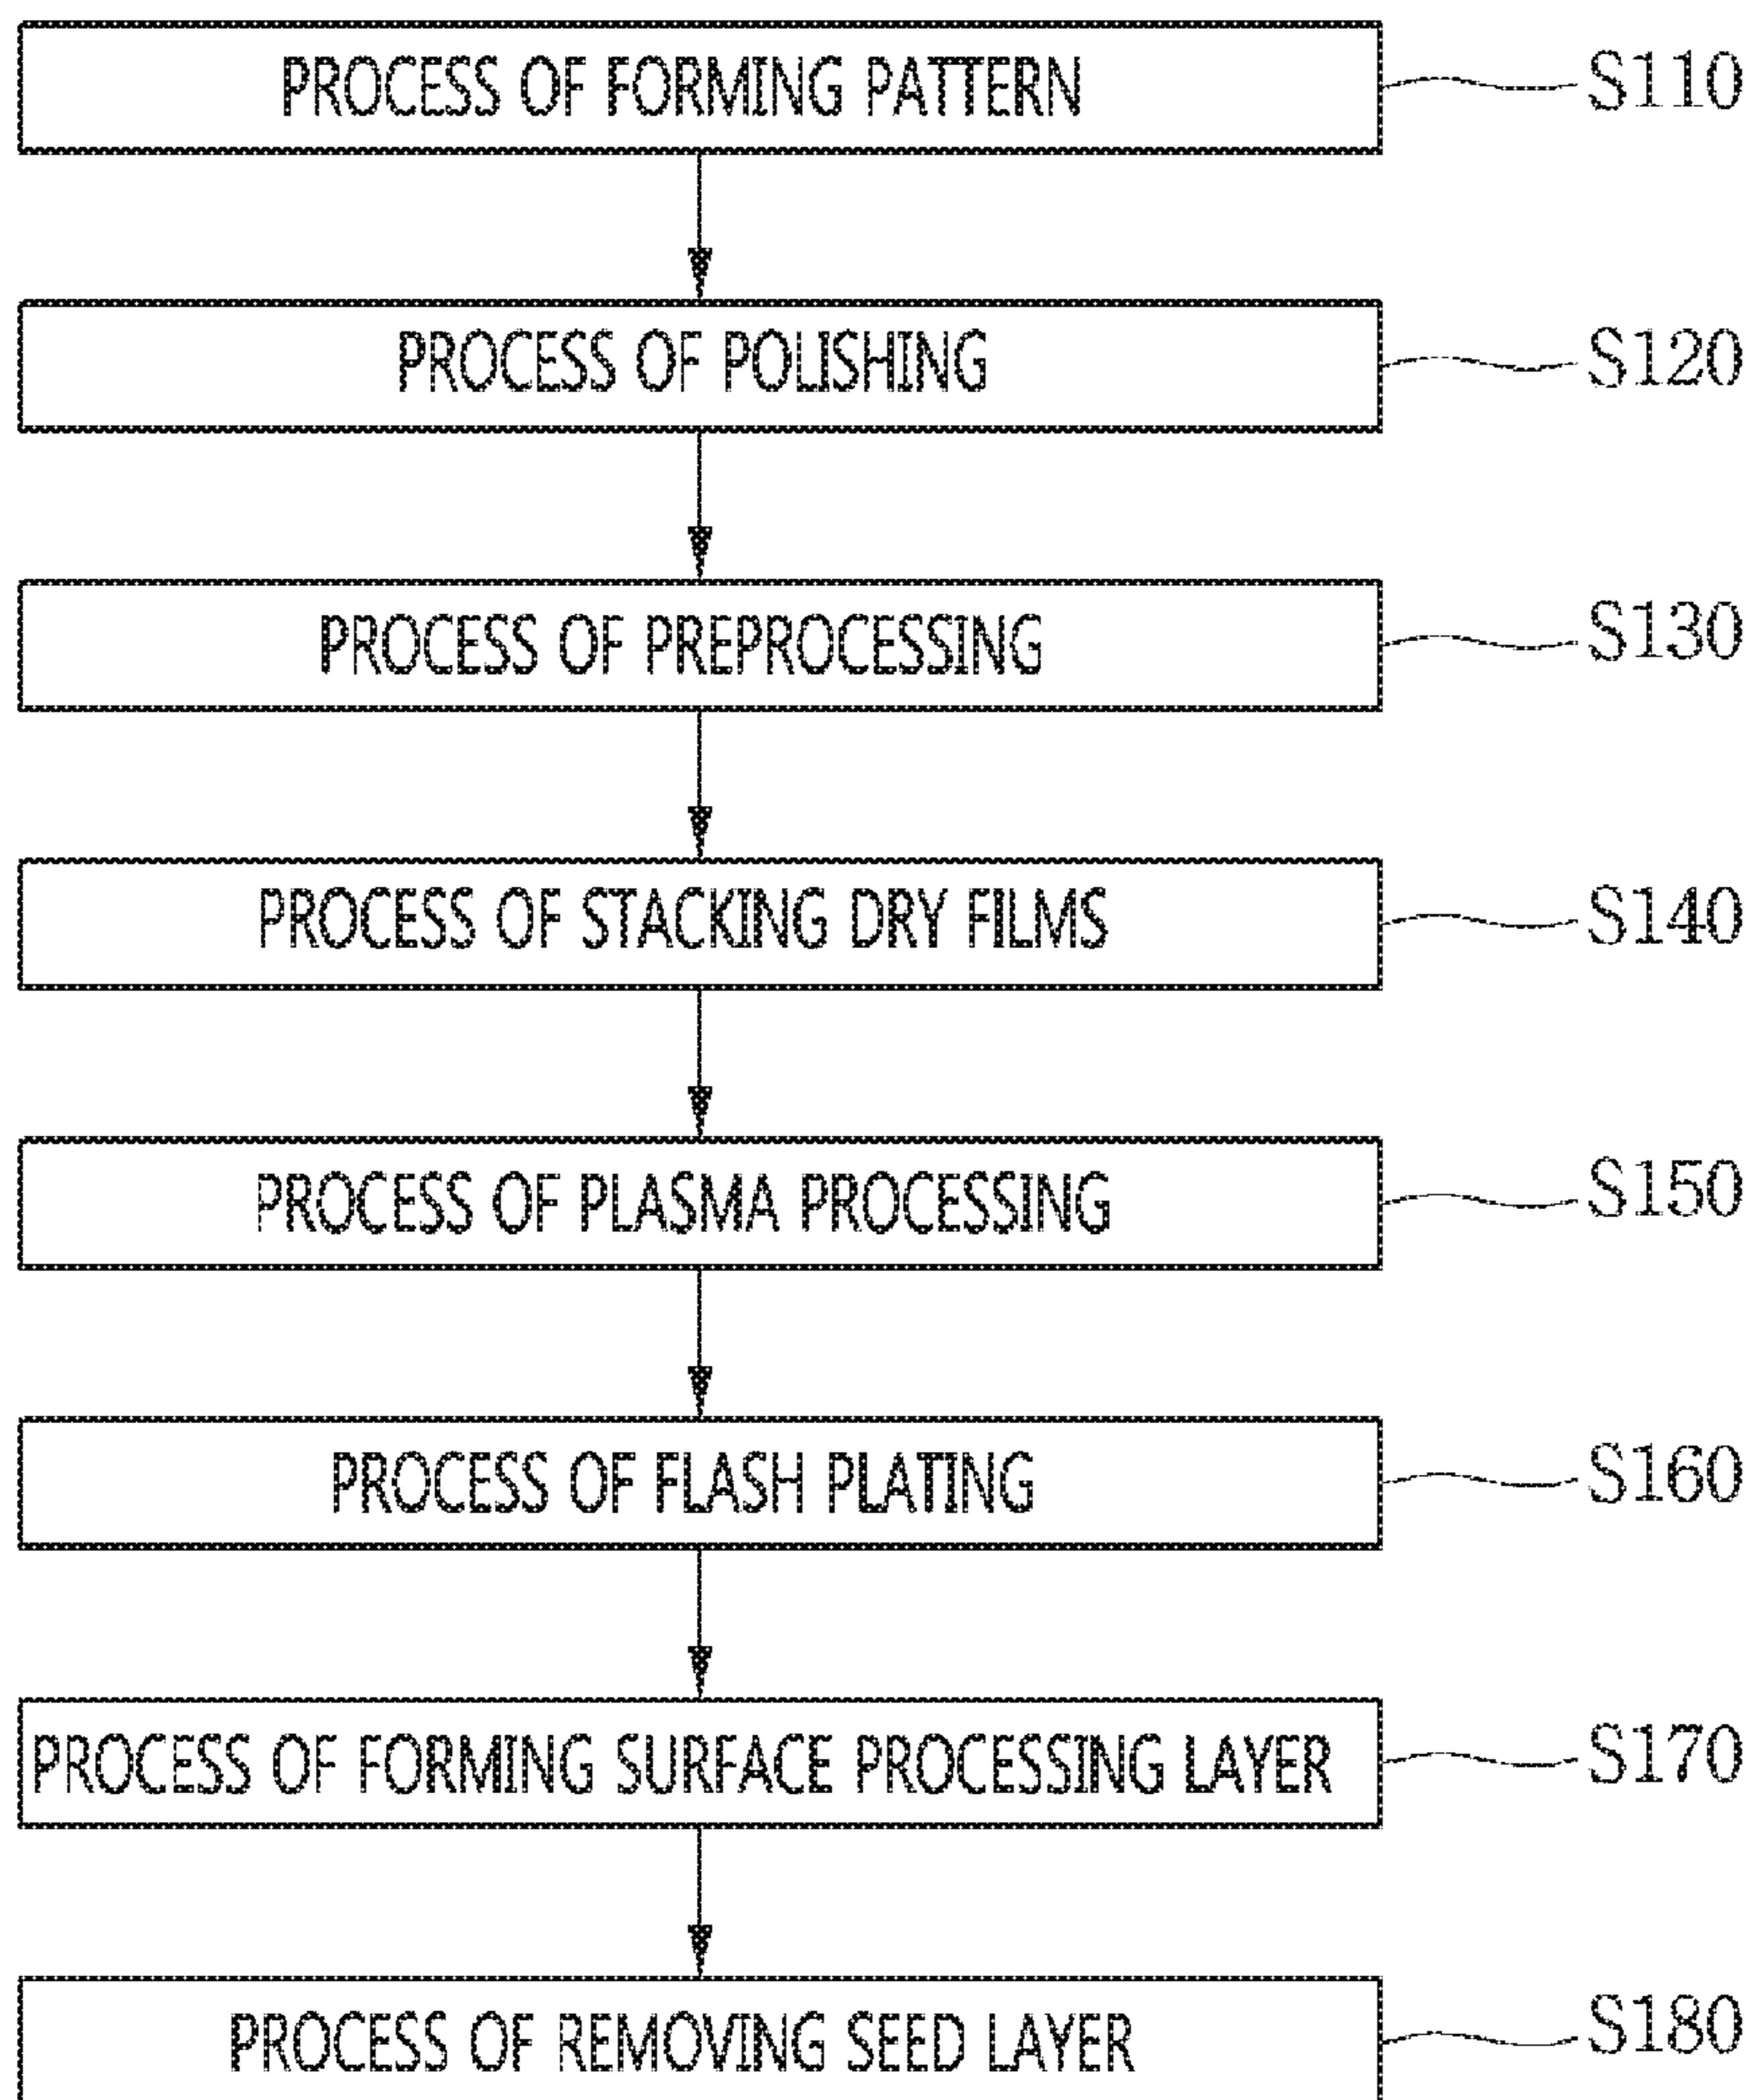 PROCESS OF FORMING PATTERN S110
PROCESS OF POLISHING S120
PROCESS OF PREPROCESSING S130
PROCESS OF STACKING DRY FILMS S140
PROCESS OF PLASMA PROCESSING S150
PROCESS OF FLASH PLATING S160
PROCESS OF FORMING SURFACE PROCESSING LAYER S170
PROCESS OF REMOVING SEED LAYER S180